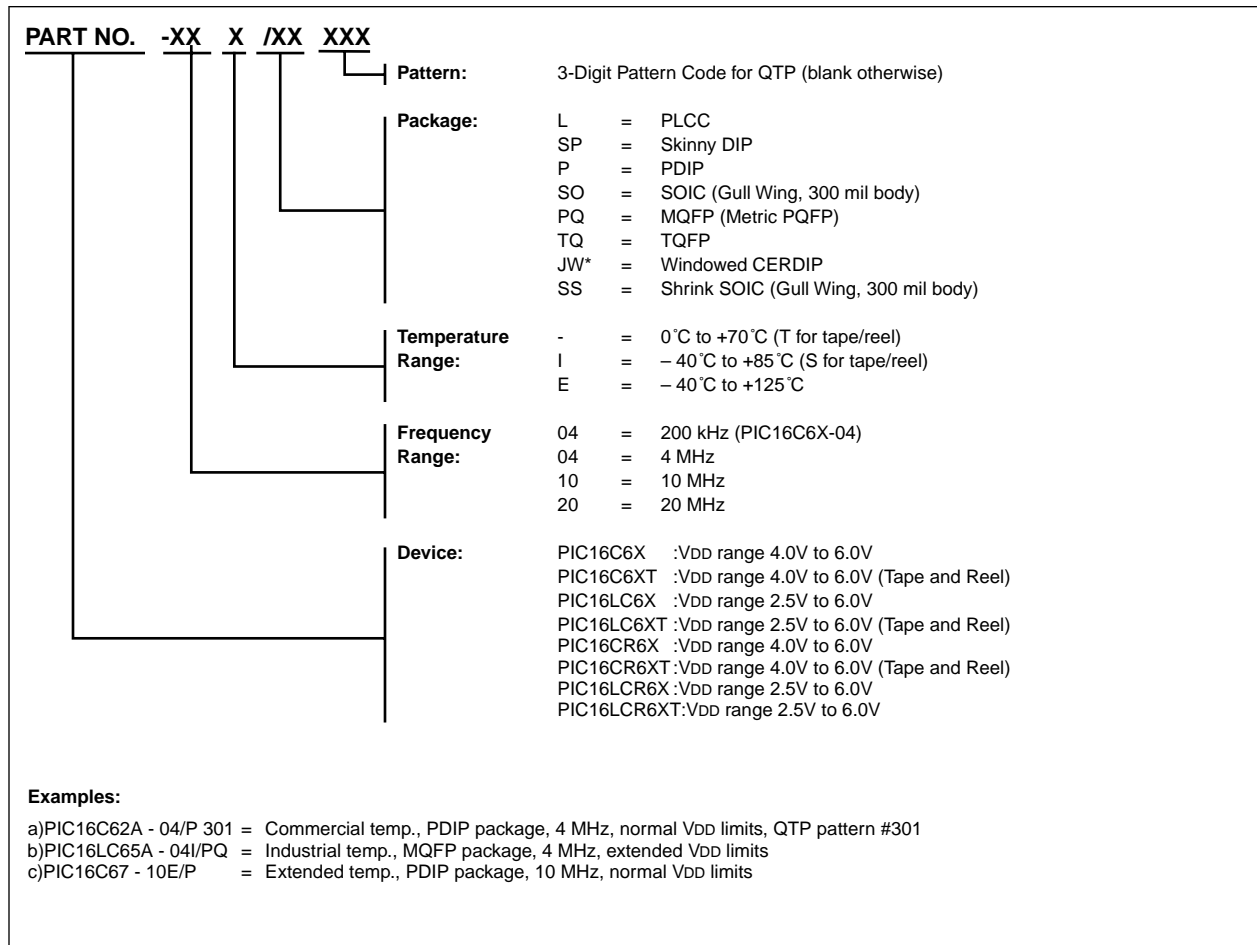 PART NO. -XX X /XX XXX
Pattern: 3-Digit Pattern Code for QTP (blank otherwise)
Package: L = PLCC
SP = Skinny DIP
P = PDIP
SO = SOIC (Gull Wing, 300 mil body)
PQ = MQFP (Metric PQFP)
TQ = TQFP
JW* = Windowed CERDIP
SS = Shrink SOIC (Gull Wing, 300 mil body)
Temperature - = 0˚C to +70˚C (T for tape/reel)
Range: I = – 40˚C to +85˚C (S for tape/reel)
E = – 40˚C to +125˚C
Frequency 04 = 200 kHz (PIC16C6X-04)
Range: 04 = 4 MHz
10 = 10 MHz
20 = 20 MHz
Device: PIC16C6X :VDD range 4.0V to 6.0V
PIC16C6XT :VDD range 4.0V to 6.0V (Tape and Reel)
PIC16LC6X :VDD range 2.5V to 6.0V
PIC16LC6XT :VDD range 2.5V to 6.0V (Tape and Reel)
PIC16CR6X :VDD range 4.0V to 6.0V
PIC16CR6XT :VDD range 4.0V to 6.0V (Tape and Reel)
PIC16LCR6X :VDD range 2.5V to 6.0V
PIC16LCR6XT:VDD range 2.5V to 6.0V
Examples:
a)PIC16C62A - 04/P 301 = Commercial temp., PDIP package, 4 MHz, normal VDD limits, QTP pattern #301
b)PIC16LC65A - 04I/PQ = Industrial temp., MQFP package, 4 MHz, extended VDD limits
c)PIC16C67 - 10E/P = Extended temp., PDIP package, 10 MHz, normal VDD limits